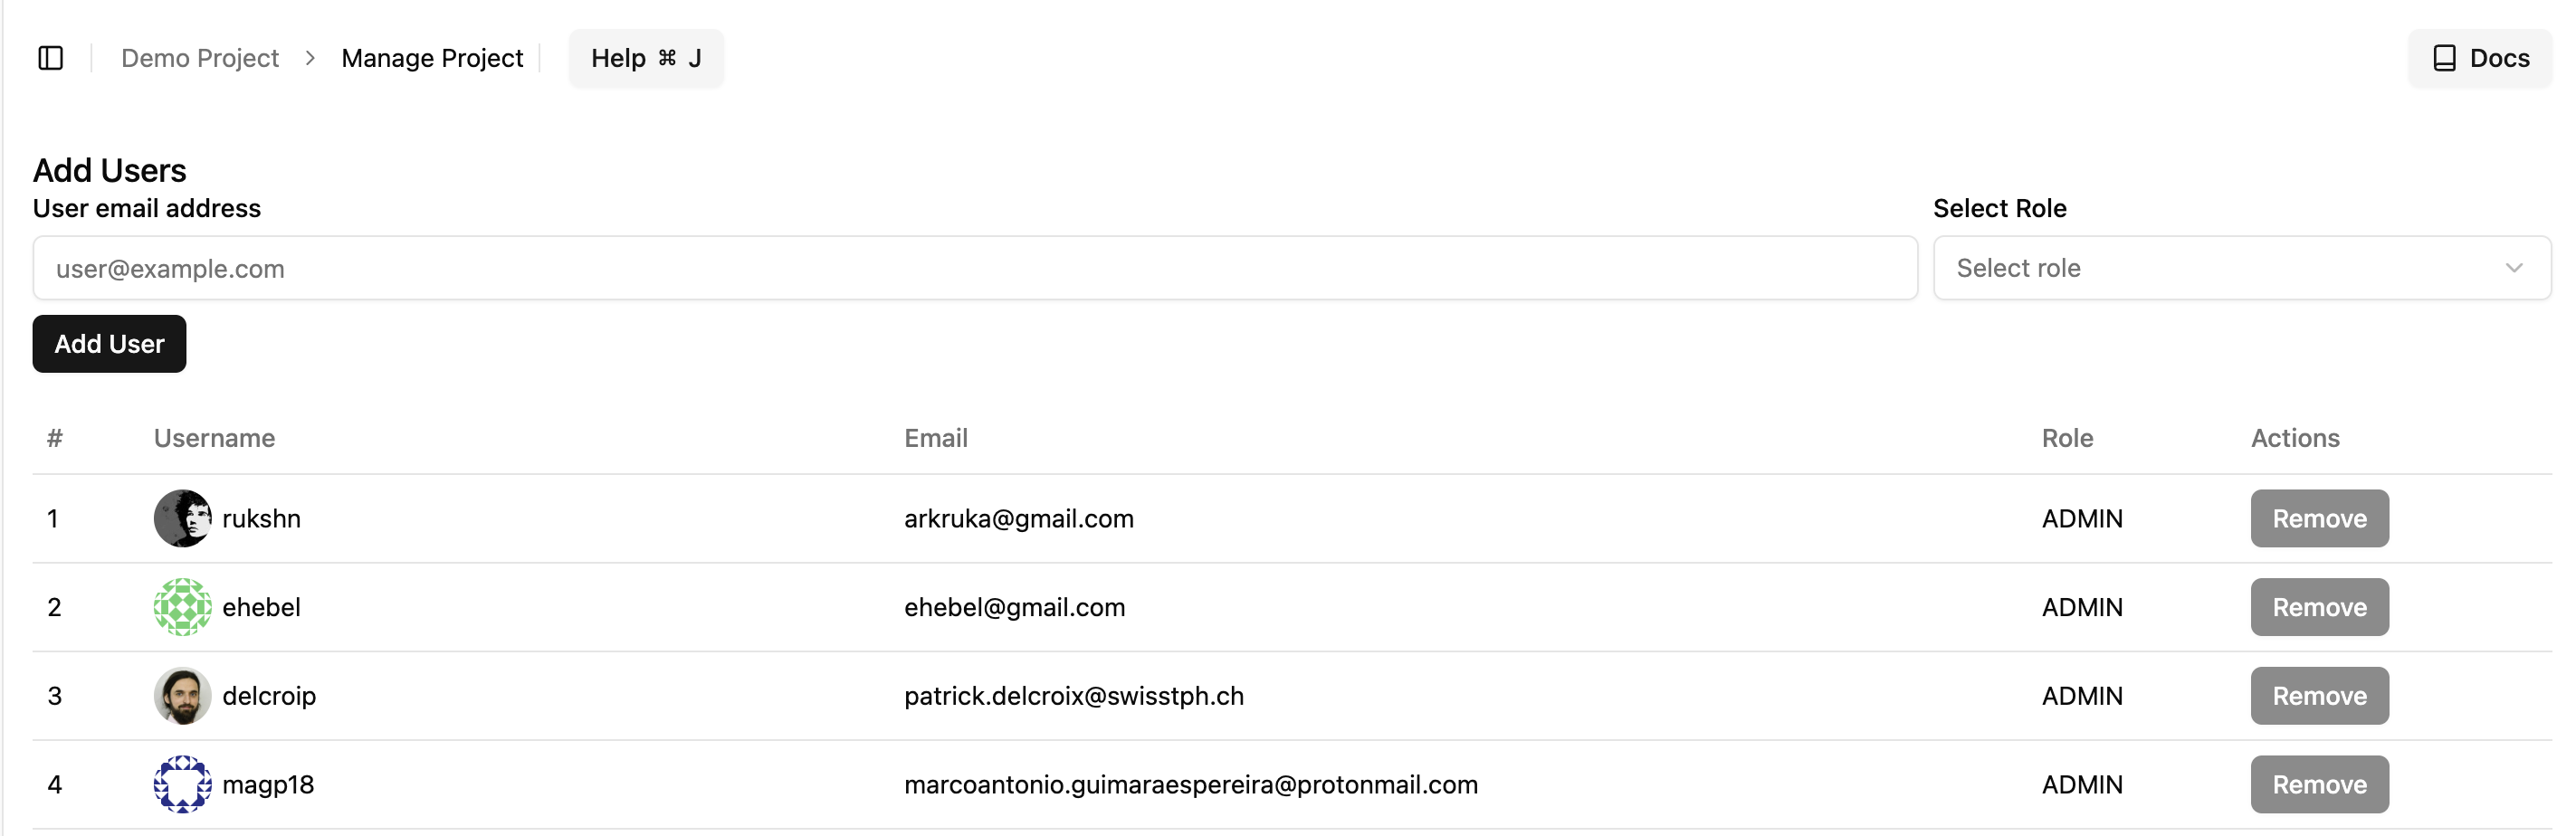 Demo Project > Manage Project Help ⌘ J Docs
Add Users
User email address Select Role
user@example.com Select role
Add User
# Username Email Role Actions
1 rukshn arkruka@gmail.com ADMIN Remove
2 ehebel ehebel@gmail.com ADMIN Remove
3 delcroip patrick.delcroix@swisstph.ch ADMIN Remove
4 magp18 marcoantonio.guimaraespereira@protonmail.com ADMIN Remove